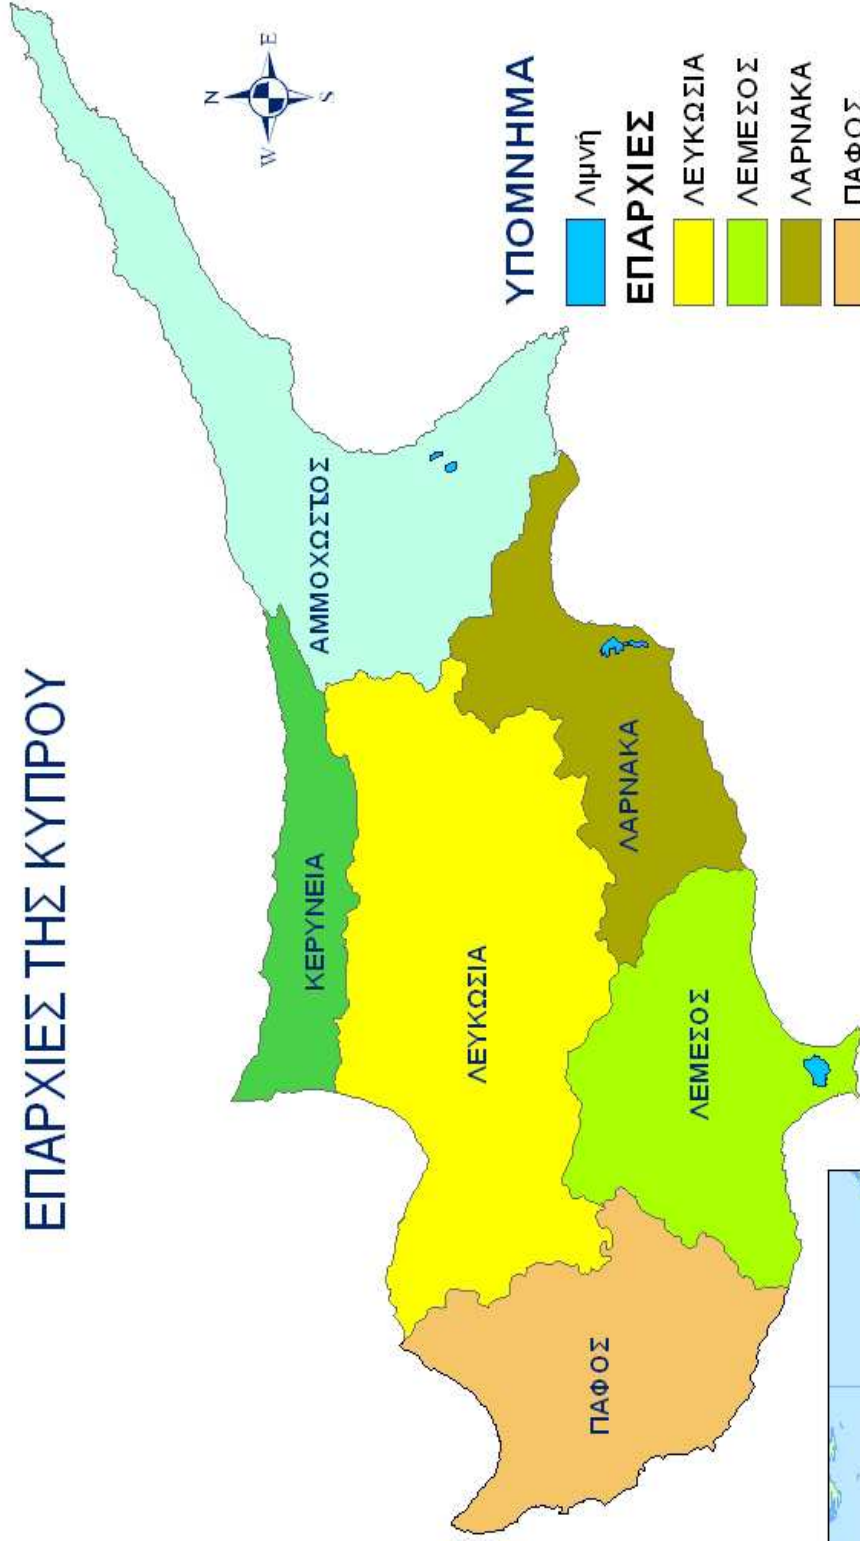 ΕΠΑΡΧΙΕΣ ΤΗΣ ΚΥΠΡΟΥ
N
W
E
S
ΑΜΜΟΧΩΣΤΟΣ
ΚΕΡΥΝΕΙΑ
ΛΕΥΚΩΣΙΑ
ΛΑΡΝΑΚΑ
ΛΕΜΕΣΟΣ
ΠΑΦΟΣ
ΥΠΟΜΝΗΜΑ
Λιμνή
ΕΠΑΡΧΙΕΣ
ΛΕΥΚΩΣΙΑ
ΛΕΜΕΣΟΣ
ΛΑΡΝΑΚΑ
ΠΑΦΟΣ